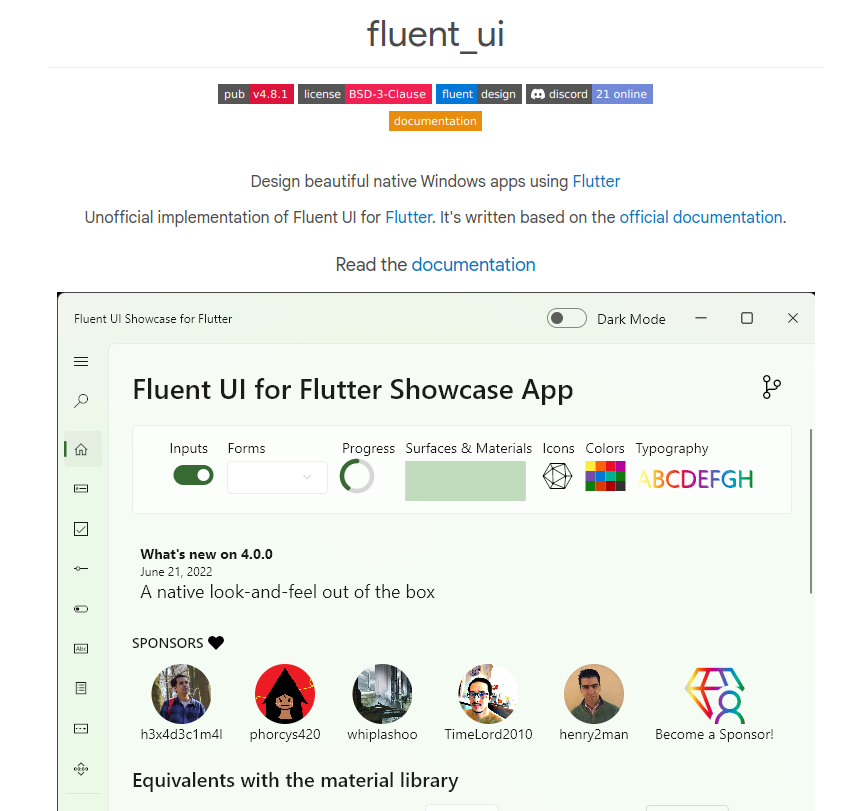 fluent_ui
pub v4.8.1 license BSD-3-Clause fluent design discord 21 online
documentation
Design beautiful native Windows apps using Flutter
Unofficial implementation of Fluent UI for Flutter. It's written based on the official documentation.
Read the documentation
Fluent UI Showcase for Flutter Dark Mode
Fluent UI for Flutter Showcase App
Inputs Forms Progress Surfaces & Materials Icons Colors Typography
ABCDEFGH
What's new on 4.0.0
June 21, 2022
A native look-and-feel out of the box
SPONSORS
h3x4d3c1m4l phorcys420 whiplashoo TimeLord2010 henry2man Become a Sponsor!
Equivalents with the material library